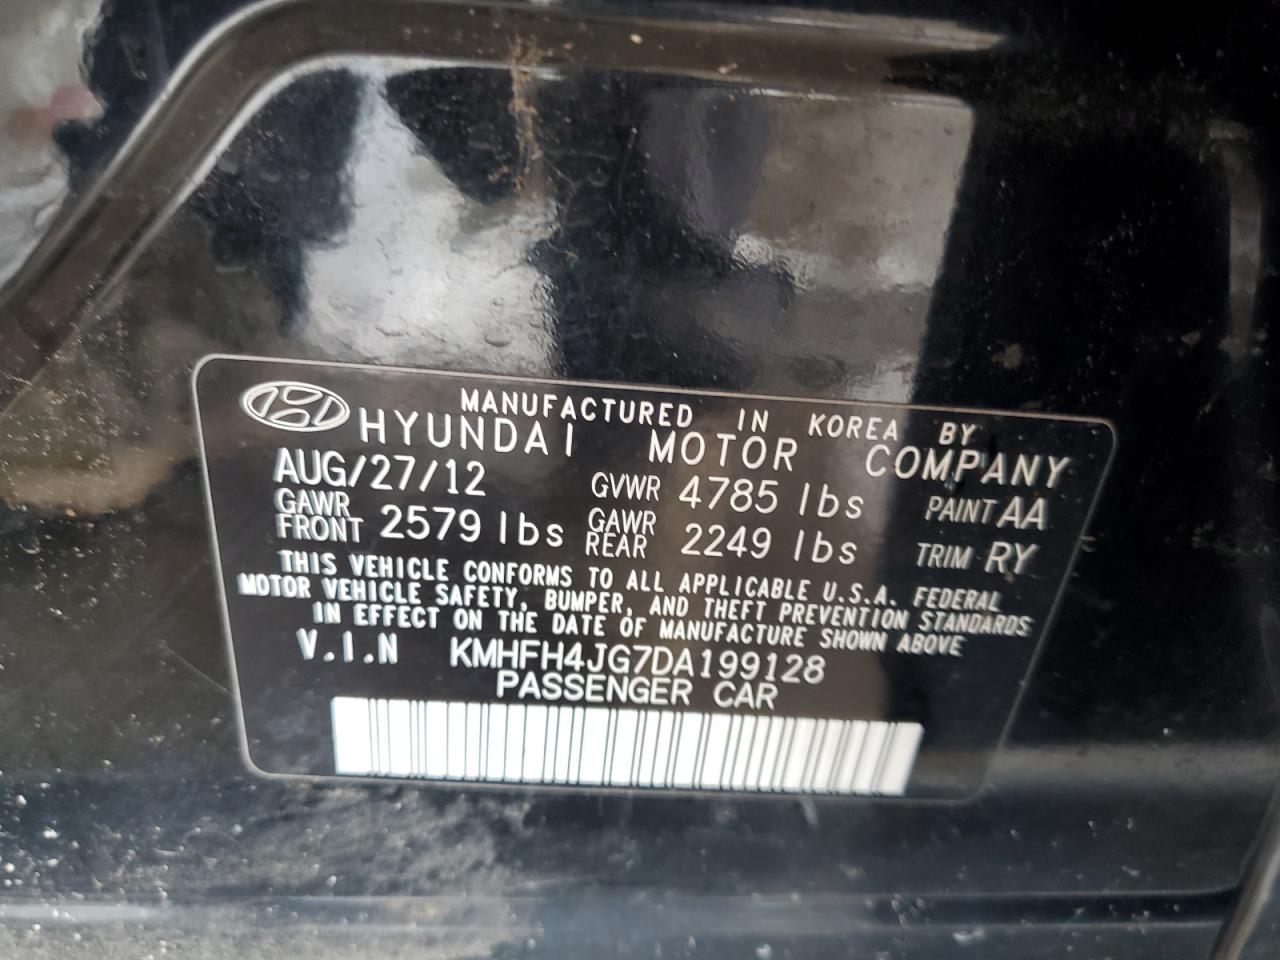 MANUFACTURED IN KOREA BY
HYUNDAI MOTOR COMPANY
AUG/27/12 GVWR 4785 lbs PAINT AA
GAWR FRONT 2579 lbs GAWR REAR 2249 lbs TRIM RY
THIS VEHICLE CONFORMS TO ALL APPLICABLE U.S.A. FEDERAL
MOTOR VEHICLE SAFETY, BUMPER, AND THEFT PREVENTION STANDARDS
IN EFFECT ON THE DATE OF MANUFACTURE SHOWN ABOVE
V.I.N KMHFH4JG7DA199128
PASSENGER CAR